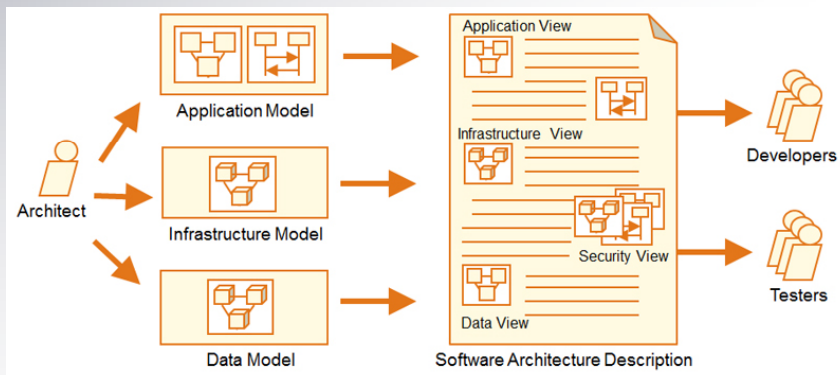 Application View
Application Model
Infrastructure View
Developers
Architect
Infrastructure Model
Security View
Testers
Data View
Data Model
Software Architecture Description